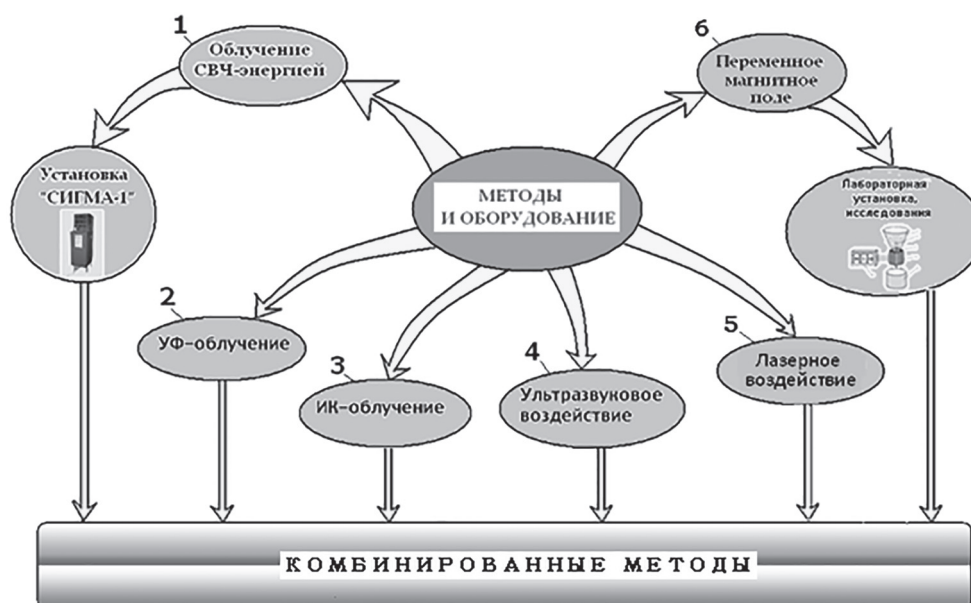 1
Облучение
СВЧ-энергией
6
Переменное
магнитное
поле
Установка
"СИГМА-1"
МЕТОДЫ
И ОБОРУДОВАНИЕ
Лабораторная
установка,
исследования
2
УФ-облучение
3
ИК-облучение
4
Ультразвуковое
воздействие
5
Лазерное
воздействие
КОМБИНИРОВАННЫЕ МЕТОДЫ